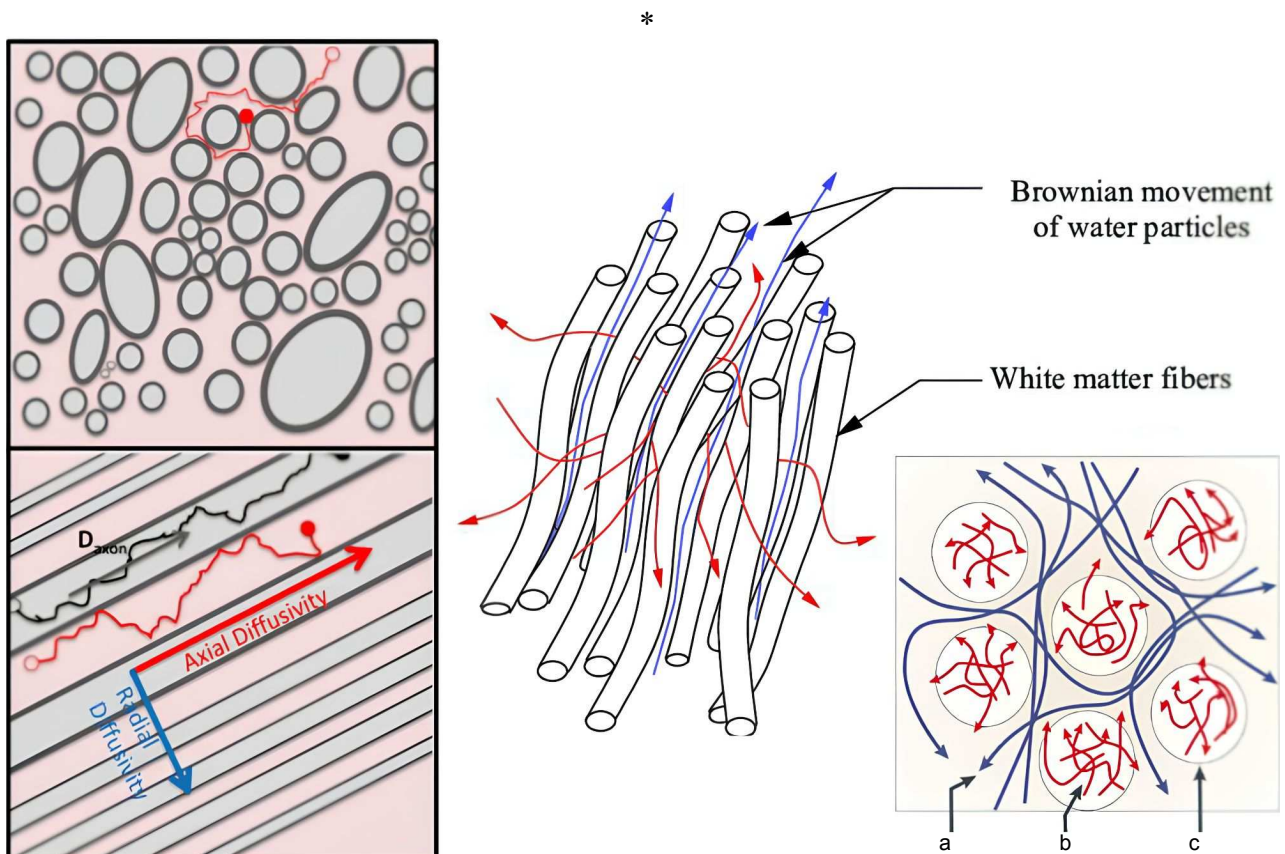 *
Brownian movement
of water particles
White matter fibers
D axon
Axial Diffusivity
Radial
Diffusivity
a
b
c